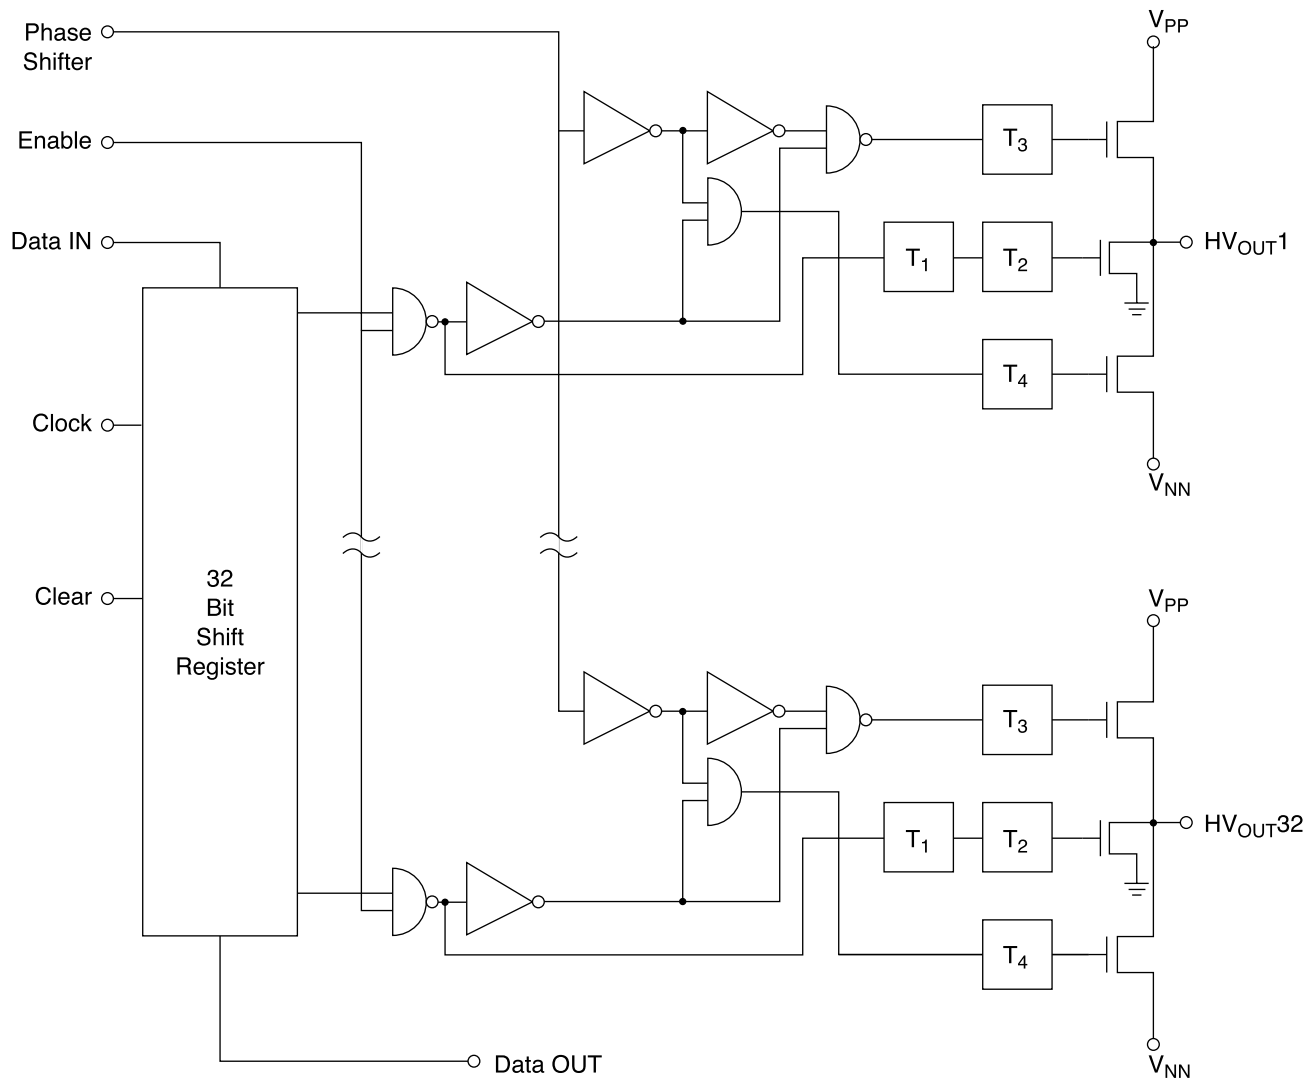 Phase
Shifter
Enable
Data IN
Clock
Clear
32
Bit
Shift
Register
Data OUT
VPP
T3
T1
T2
HVOUT1
T4
VNN
VPP
T3
T1
T2
HVOUT32
T4
VNN